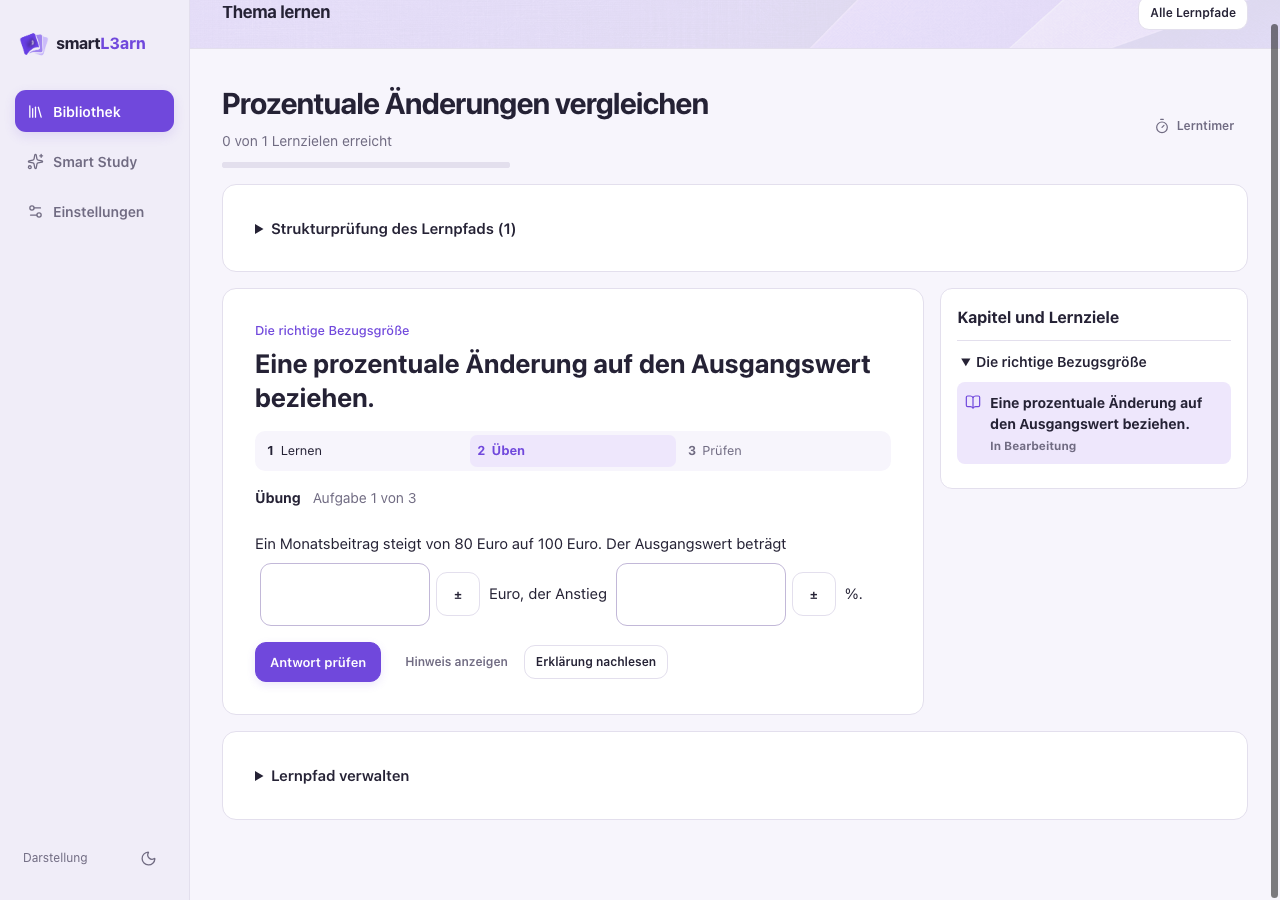 smartL3arn
Bibliothek
Smart Study
Einstellungen
Darstellung
Thema lernen
Alle Lernpfade
Prozentuale Änderungen vergleichen
0 von 1 Lernzielen erreicht
Lerntimer
Strukturprüfung des Lernpfads (1)
Die richtige Bezugsgröße
Eine prozentuale Änderung auf den Ausgangswert
beziehen.
1 Lernen
2 Üben
3 Prüfen
Übung Aufgabe 1 von 3
Ein Monatsbeitrag steigt von 80 Euro auf 100 Euro. Der Ausgangswert beträgt
± Euro, der Anstieg ± %.
Antwort prüfen
Hinweis anzeigen
Erklärung nachlesen
Kapitel und Lernziele
Die richtige Bezugsgröße
Eine prozentuale Änderung auf
den Ausgangswert beziehen.
In Bearbeitung
Lernpfad verwalten